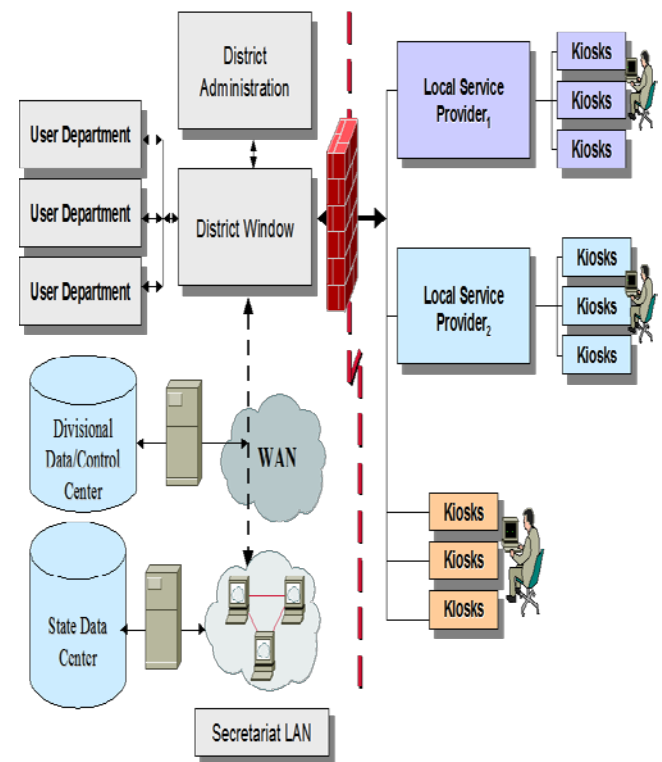 District
Administration
User Department
User Department
User Department
District Window
Local Service
Provider1
Kiosks
Kiosks
Kiosks
Local Service
Provider2
Kiosks
Kiosks
Kiosks
Divisional
Data/Control
Center
WAN
Kiosks
Kiosks
Kiosks
State Data
Center
Secretariat LAN